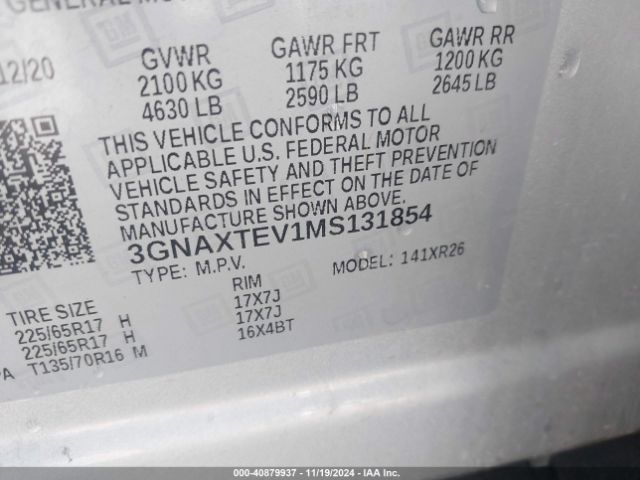 GENERAL MO
12/20
GVWR GAWR FRT GAWR RR
2100 KG 1175 KG 1200 KG
4630 LB 2590 LB 2645 LB
THIS VEHICLE CONFORMS TO ALL
APPLICABLE U.S. FEDERAL MOTOR
VEHICLE SAFETY AND THEFT PREVENTION
STANDARDS IN EFFECT ON THE DATE OF
MANUFACTURE SHOWN ABOVE.
3GNAXTEV1MS131854
TYPE: M.P.V. MODEL: 141XR26
TIRE SIZE RIM
225/65R17 H 17X7J
225/65R17 H 17X7J
PA T135/70R16 M 16X4BT
000-40879937 - 11/19/2024 - IAA Inc.